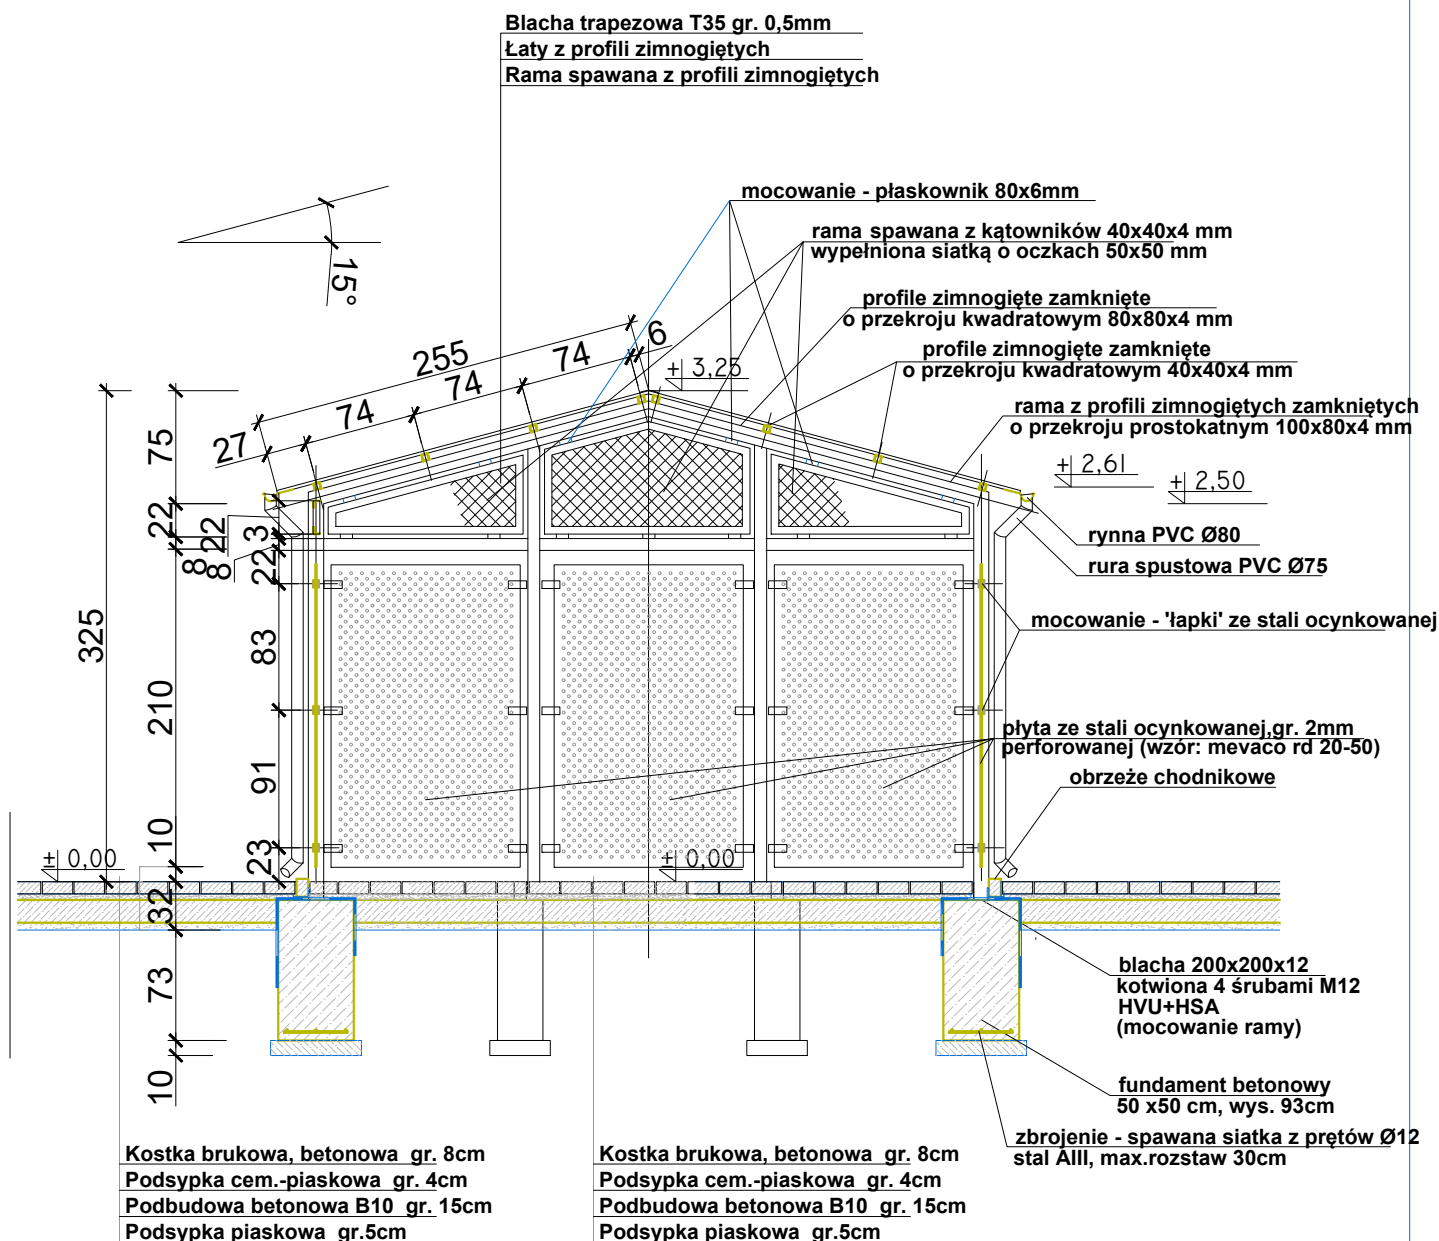 Blacha trapezowa T35 gr. 0,5mm
Łaty z profili zimnogiętych
Rama spawana z profili zimnogiętych
mocowanie - płaskownik 80x6mm
rama spawana z kątowników 40x40x4 mm
wypełniona siatką o oczkach 50x50 mm
profile zimnogięte zamknięte
o przekroju kwadratowym 80x80x4 mm
profile zimnogięte zamknięte
o przekroju kwadratowym 40x40x4 mm
rama z profili zimnogiętych zamkniętych
o przekroju prostokatnym 100x80x4 mm
15°
255
6
74
74
74
27
+ 3,25
+ 2,61
+ 2,50
75
22
22
8
8
3
22
325
83
210
91
10
23
32
73
10
rynna PVC Ø80
rura spustowa PVC Ø75
mocowanie - 'łapki' ze stali ocynkowanej
płyta ze stali ocynkowanej,gr. 2mm
perforowanej (wzór: mevaco rd 20-50)
obrzeże chodnikowe
± 0,00
± 0,00
blacha 200x200x12
kotwiona 4 śrubami M12
HVU+HSA
(mocowanie ramy)
fundament betonowy
50 x50 cm, wys. 93cm
zbrojenie - spawana siatka z prętów Ø12
stal AIII, max.rozstaw 30cm
Kostka brukowa, betonowa gr. 8cm
Podsypka cem.-piaskowa gr. 4cm
Podbudowa betonowa B10 gr. 15cm
Podsypka piaskowa gr.5cm
Kostka brukowa, betonowa gr. 8cm
Podsypka cem.-piaskowa gr. 4cm
Podbudowa betonowa B10 gr. 15cm
Podsypka piaskowa gr.5cm